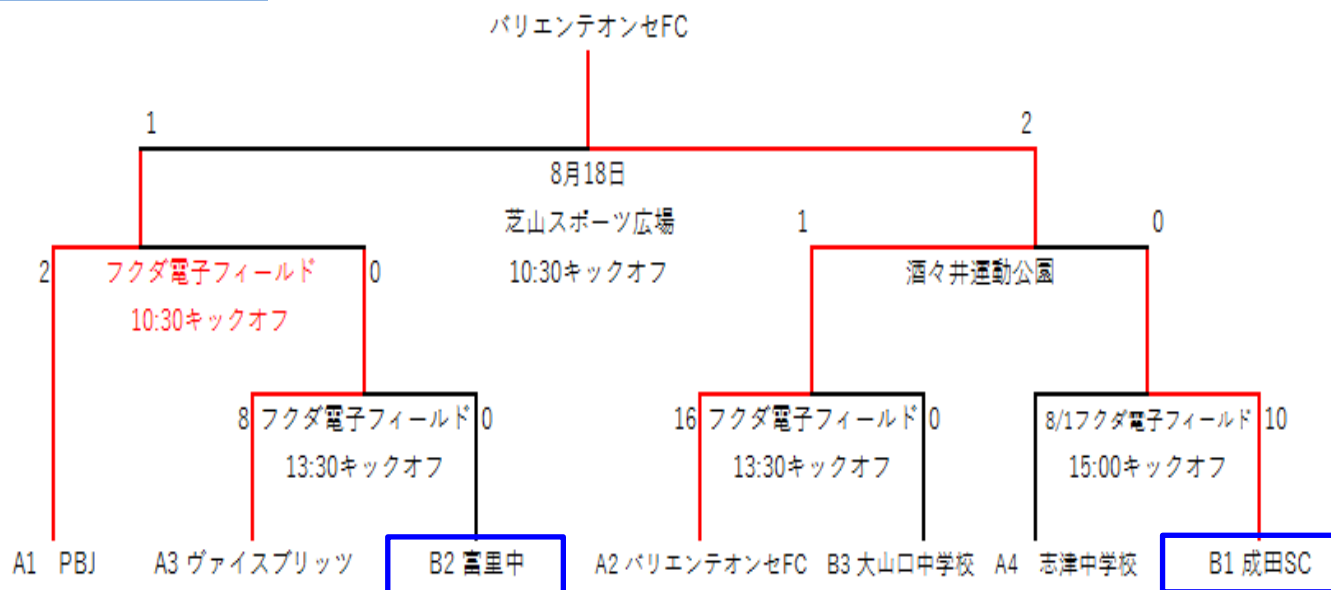 バリエンテオンセFC
1
2
8月18日
芝山スポーツ広場
10:30キックオフ
1
0
2
フクダ電子フィールド
0
10:30キックオフ
酒々井運動公園
8
フクダ電子フィールド
0
13:30キックオフ
16
フクダ電子フィールド
0
13:30キックオフ
8/1フクダ電子フィールド
10
15:00キックオフ
A1 PBJ
A3 ヴァイスブリッツ
B2 富里中
A2 バリエンテオンセFC
B3 大山口中学校
A4 志津中学校
B1 成田SC